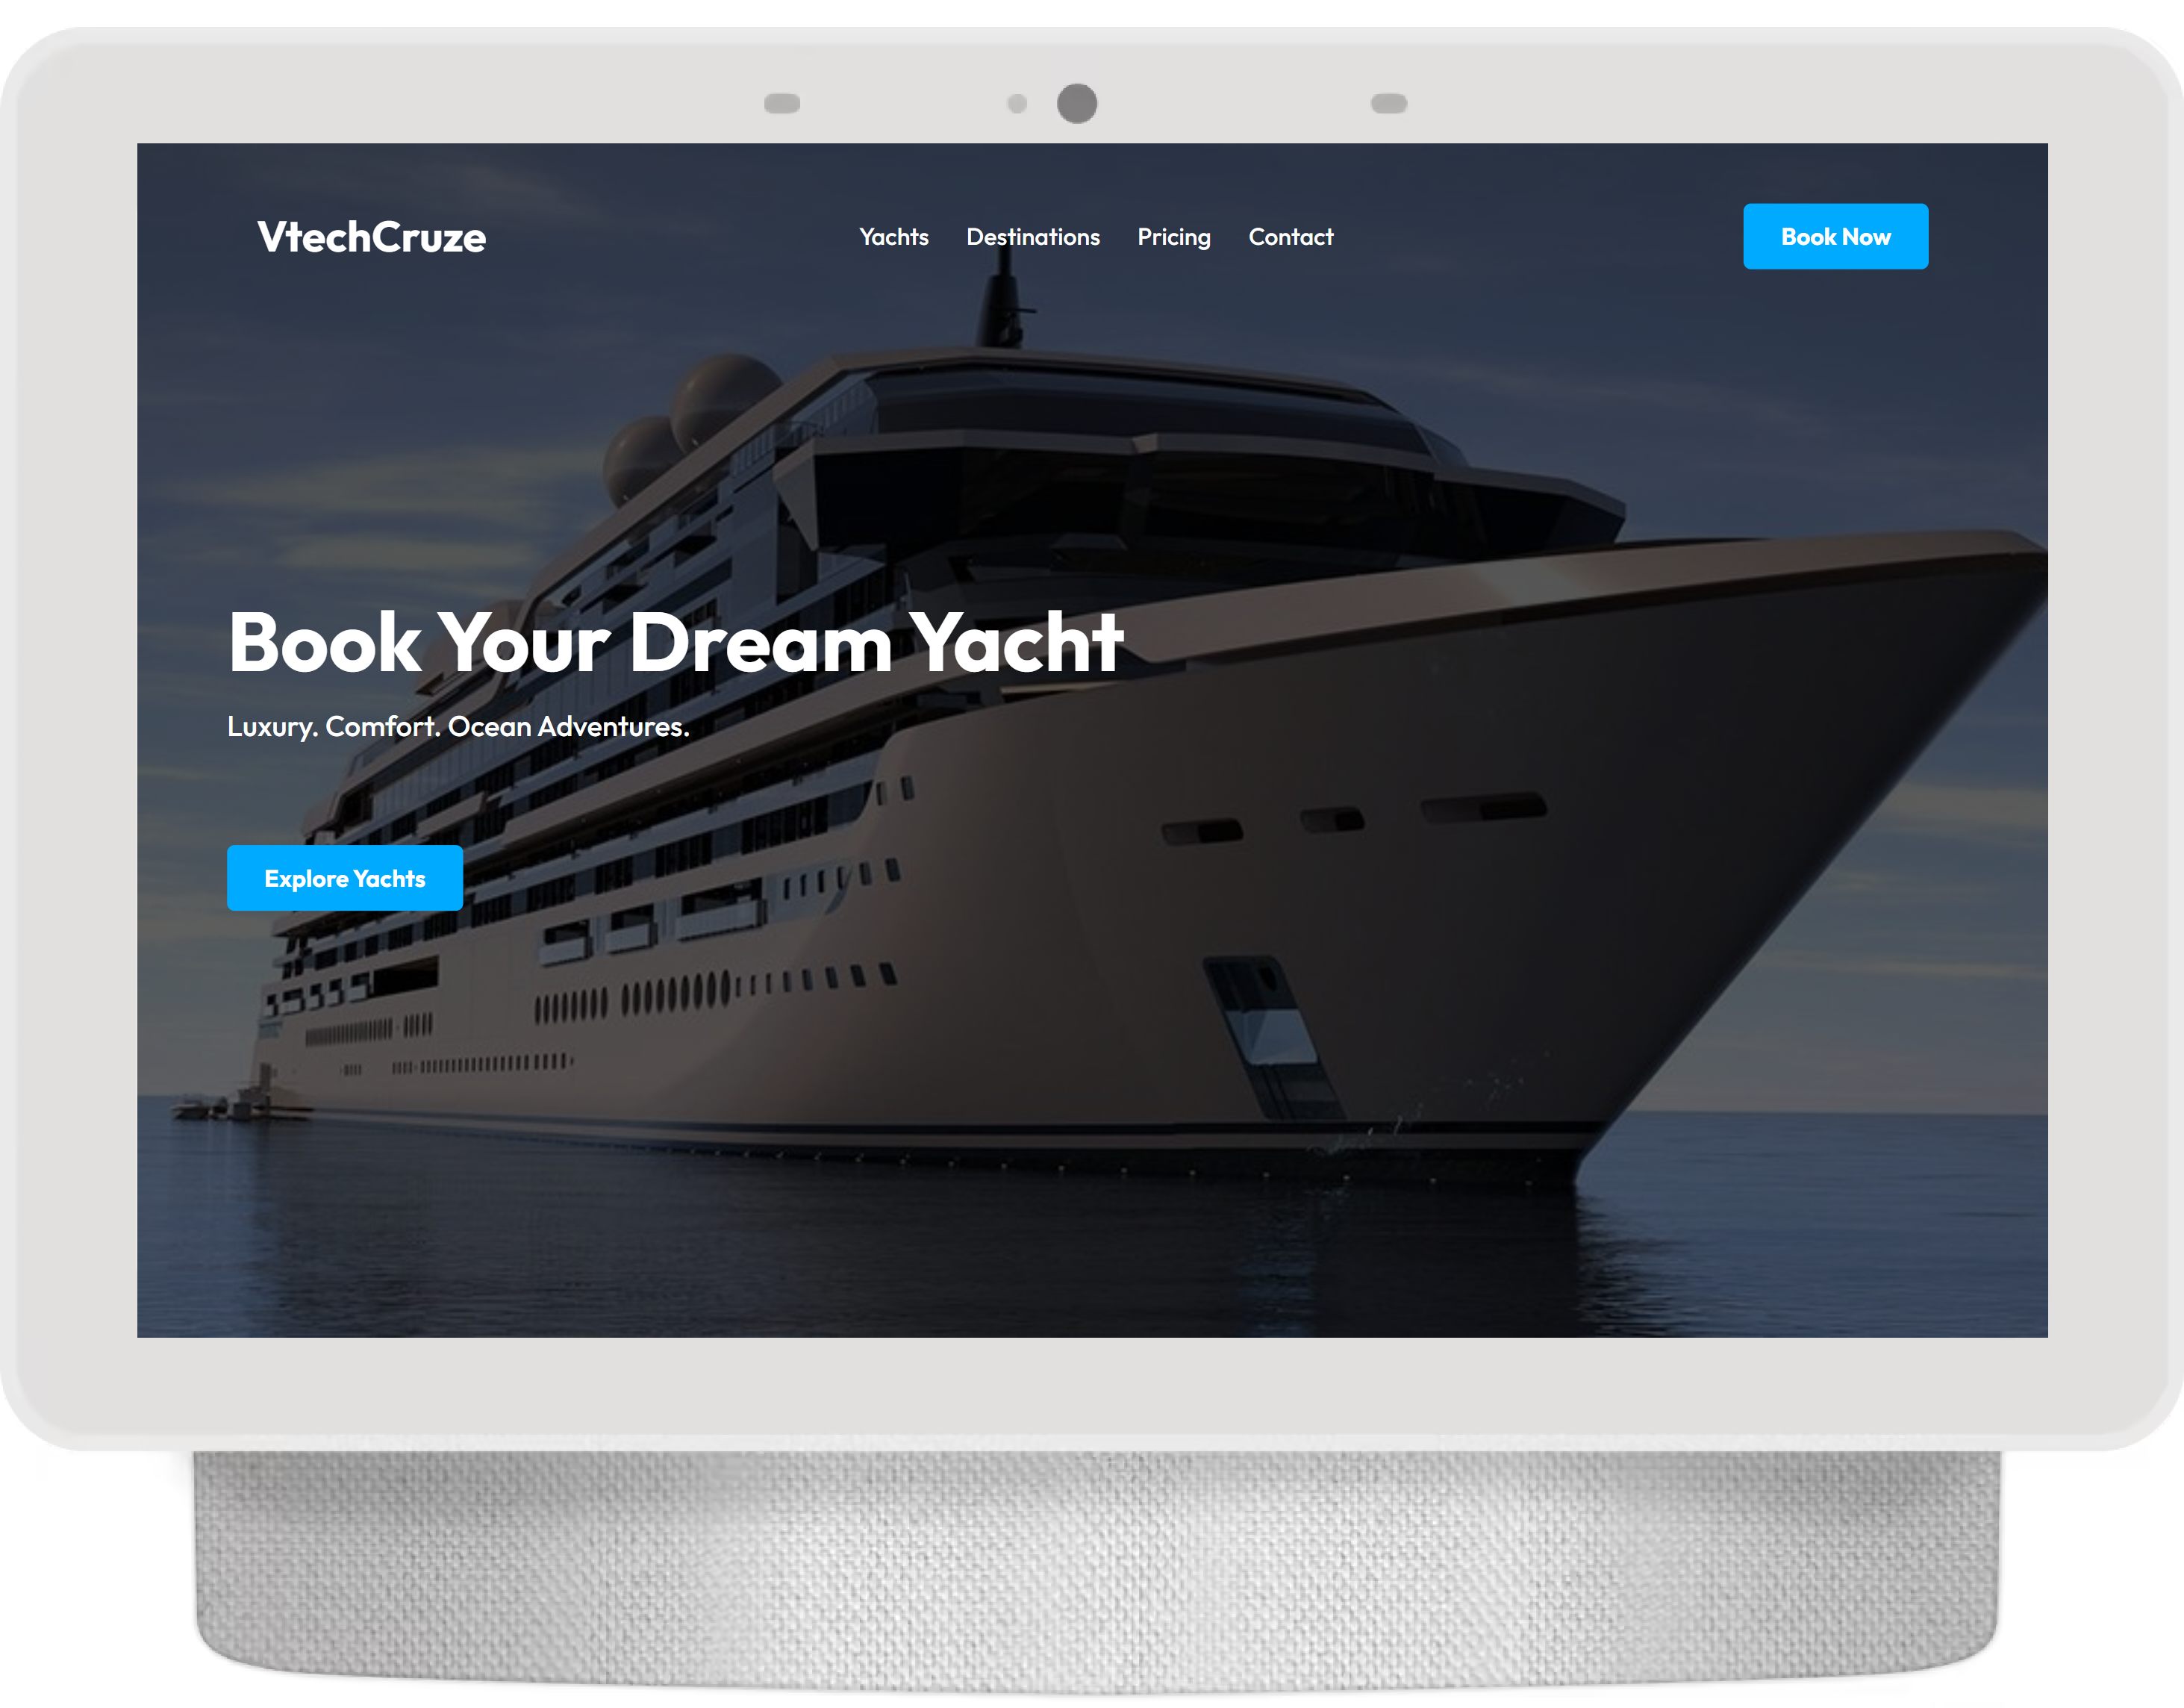 VtechCruze
Yachts Destinations Pricing Contact
Book Now
Book Your Dream Yacht
Luxury. Comfort. Ocean Adventures.
Explore Yachts